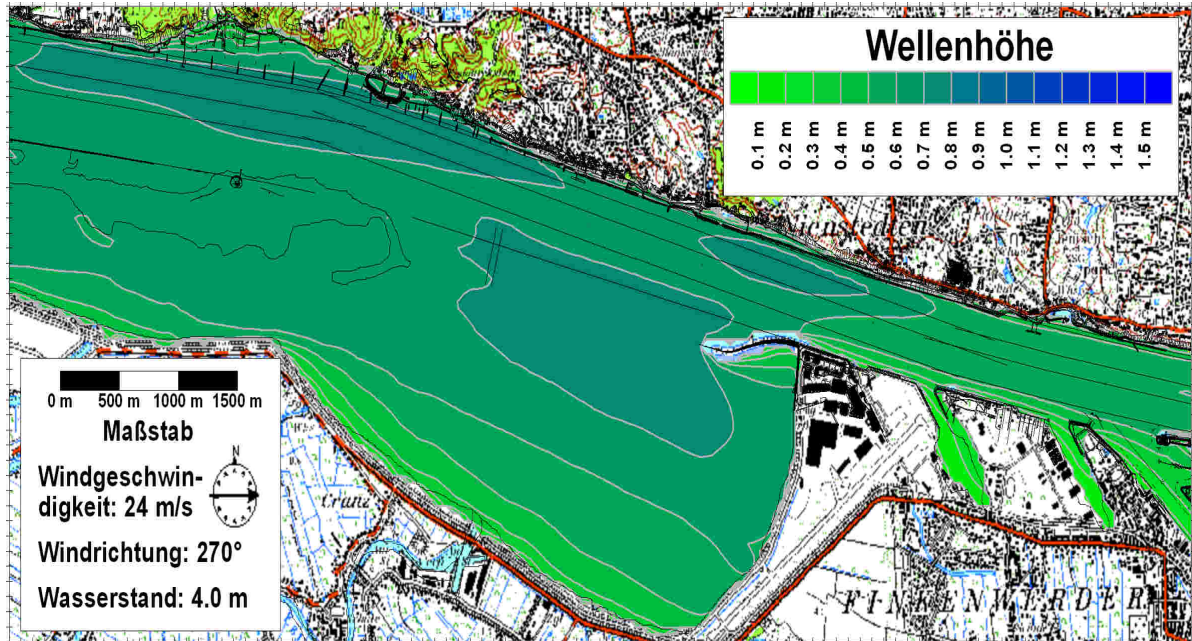 Wellenhöhe
0.1 m
0.2 m
0.3 m
0.4 m
0.5 m
0.6 m
0.7 m
0.8 m
0.9 m
1.0 m
1.1 m
1.2 m
1.3 m
1.4 m
1.5 m
nienstedten
0 m 500 m 1000 m 1500 m
Maßstab
N
Windgeschwin-
digkeit: 24 m/s
Windrichtung: 270°
Wasserstand: 4.0 m
Cranz
FINKENWERDER